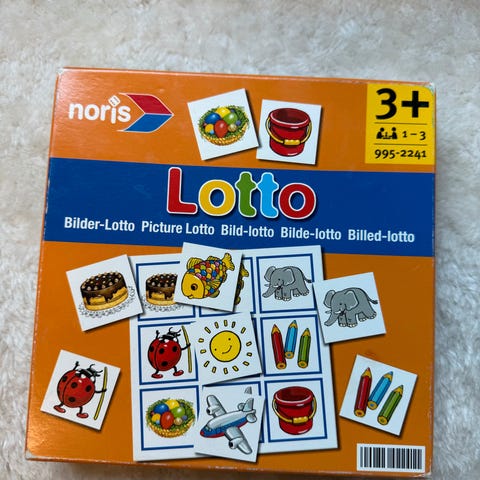 noris
3+
1 – 3
995-2241
Lotto
Bilder-Lotto Picture Lotto Bild-lotto Bilde-lotto Billed-lotto